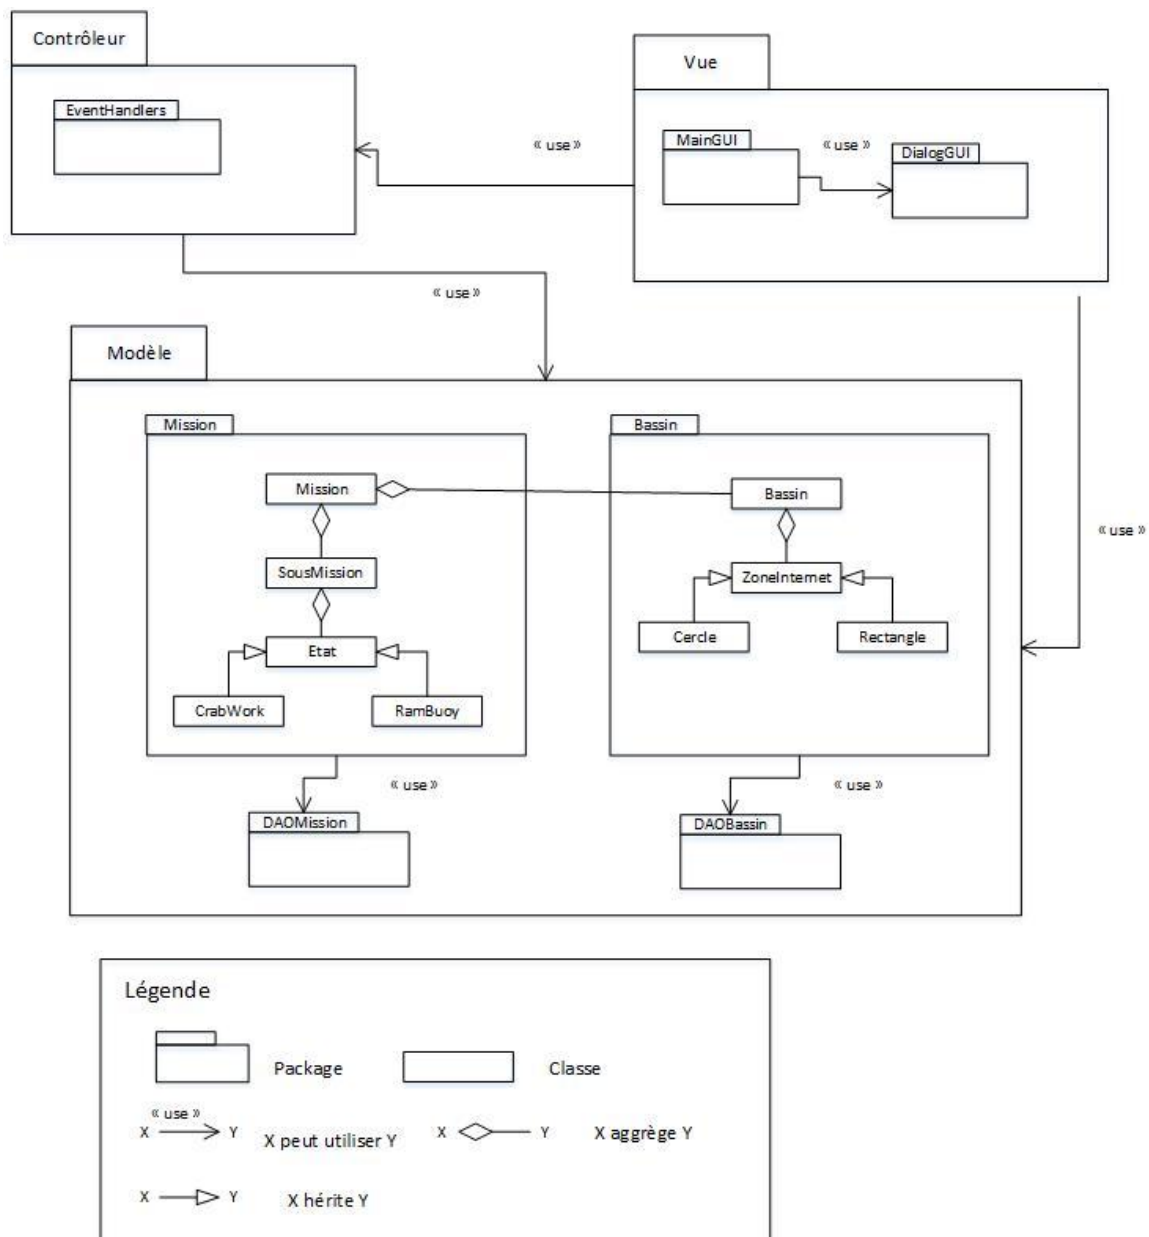 Contrôleur
Vue
EventHandlers
« use »
MainGUI
« use »
DialogGUI
« use »
Modèle
Mission
Bassin
Mission
Bassin
« use »
SousMission
ZoneInternet
Cercle
Rectangle
Etat
CrabWork
RamBuoy
« use »
« use »
DAOMission
DAOBassin
Légende
Package
Classe
« use »
X Y X peut utiliser Y
X Y X aggrège Y
X Y X hérite Y